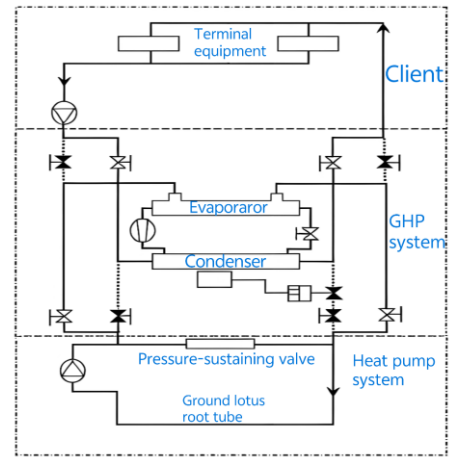 Terminal
equipment
Client
Evaporaror
GHP
system
Condenser
Pressure-sustaining valve
Heat pump
system
Ground lotus
root tube